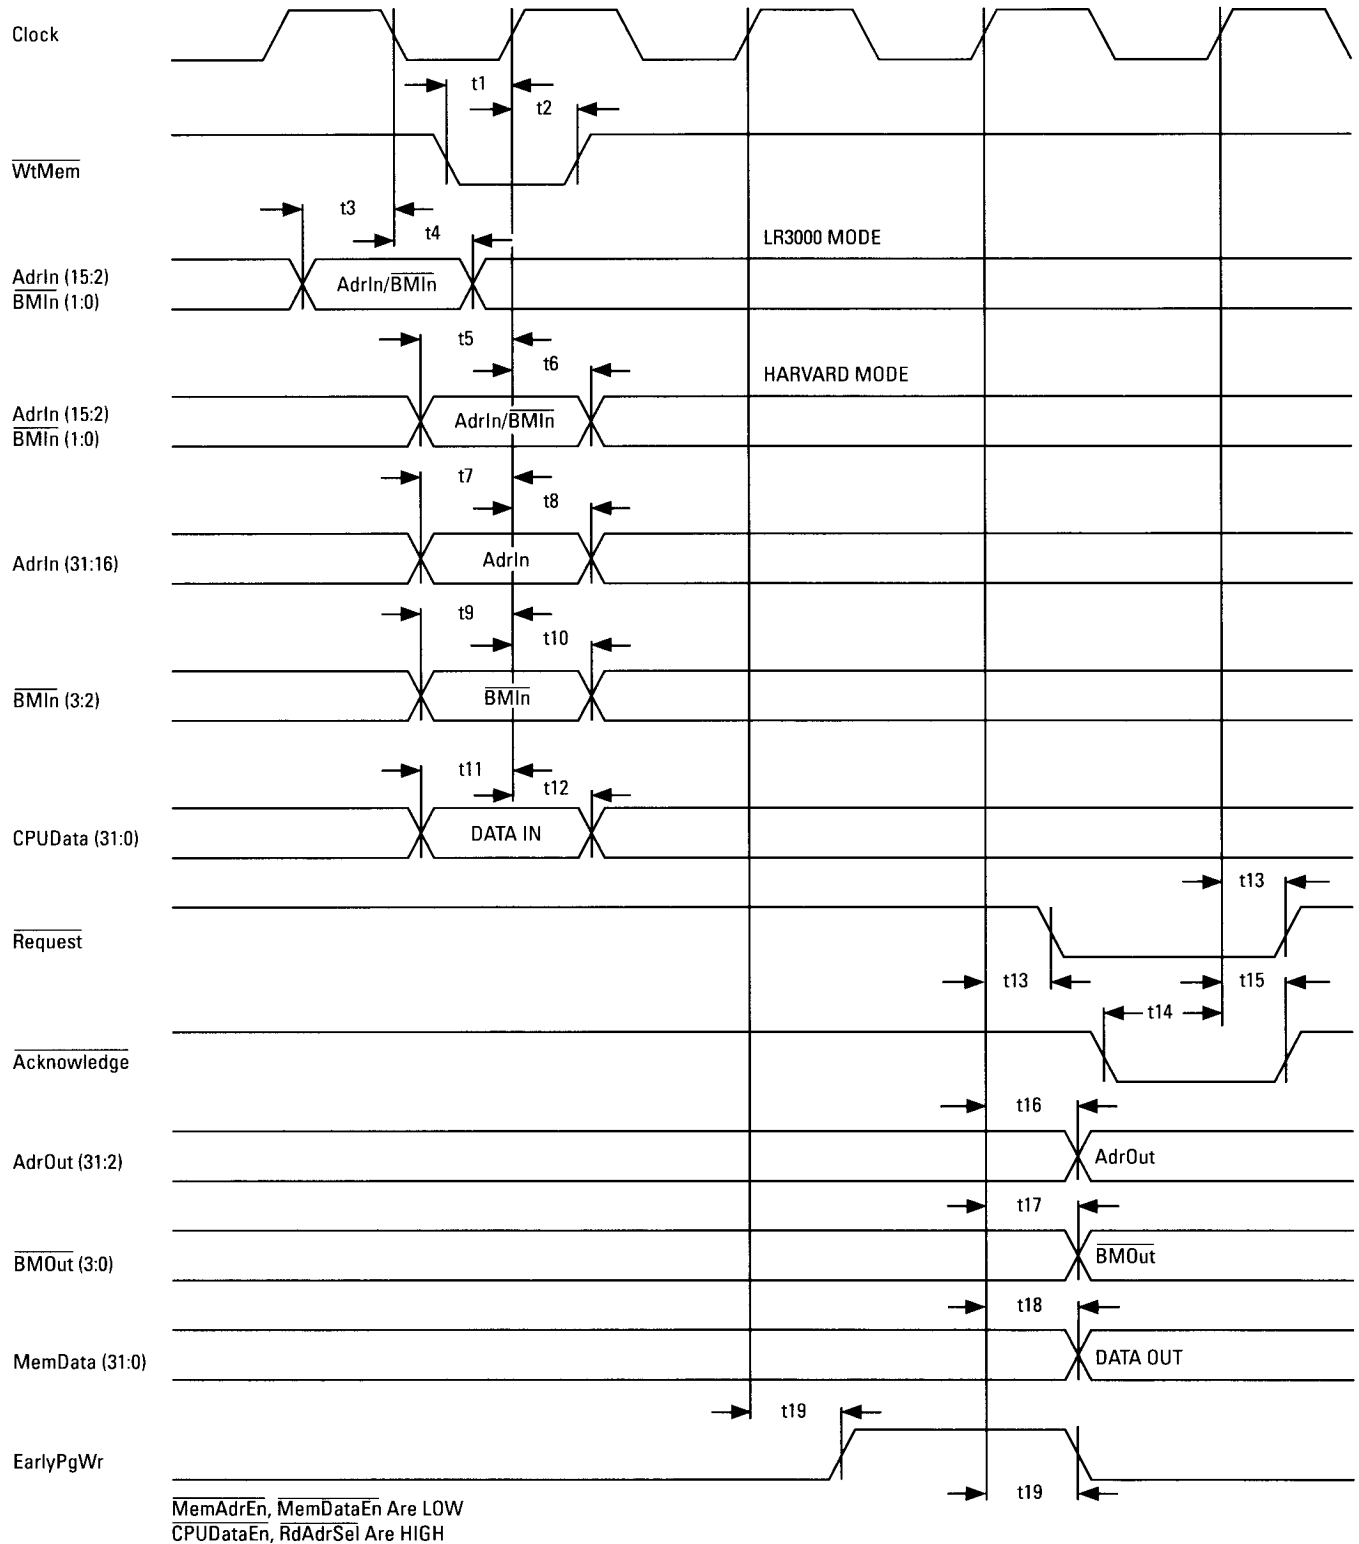 Clock
t1
t2
WtMem
t3
t4
LR3000 MODE
AdrIn (15:2)
BMIn (1:0)
AdrIn/BMIn
t5
t6
HARVARD MODE
AdrIn (15:2)
BMIn (1:0)
AdrIn/BMIn
t7
t8
AdrIn (31:16)
AdrIn
t9
t10
BMIn (3:2)
BMIn
t11
t12
CPUData (31:0)
DATA IN
t13
Request
t13
t15
t14
Acknowledge
t16
AdrOut (31:2)
AdrOut
t17
BMOut (3:0)
BMOut
t18
MemData (31:0)
DATA OUT
t19
EarlyPgWr
t19
MemAdrEn, MemDataEn Are LOW
CPUDataEn, RdAdrSel Are HIGH